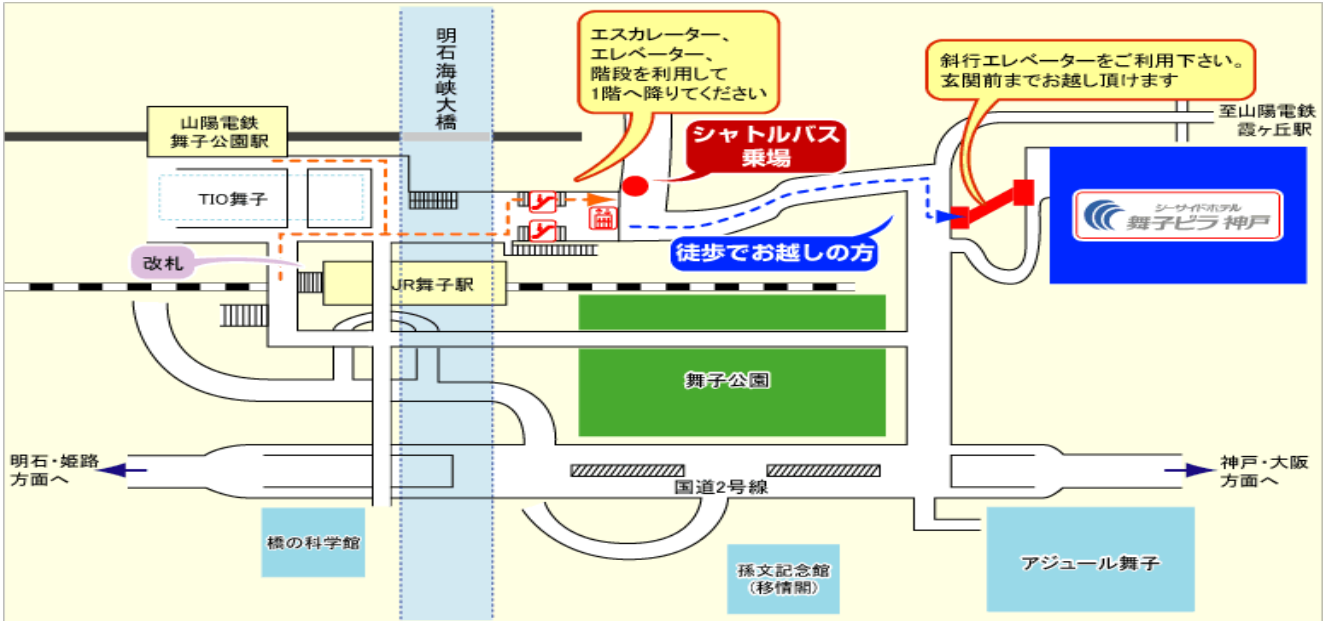 明石海峡大橋
エスカレーター、
エレベーター、
階段を利用して
1階へ降りてください
斜行エレベーターをご利用下さい。
玄関前までお越し頂けます
至山陽電鉄
霞ヶ丘駅
山陽電鉄
舞子公園駅
シャトルバス
乗場
TIO舞子
シーサイドホテル
舞子ビラ 神戸
徒歩でお越しの方
改札
JR舞子駅
舞子公園
明石・姫路
方面へ
神戸・大阪
方面へ
国道2号線
橋の科学館
孫文記念館
(移情閣)
アジュール舞子